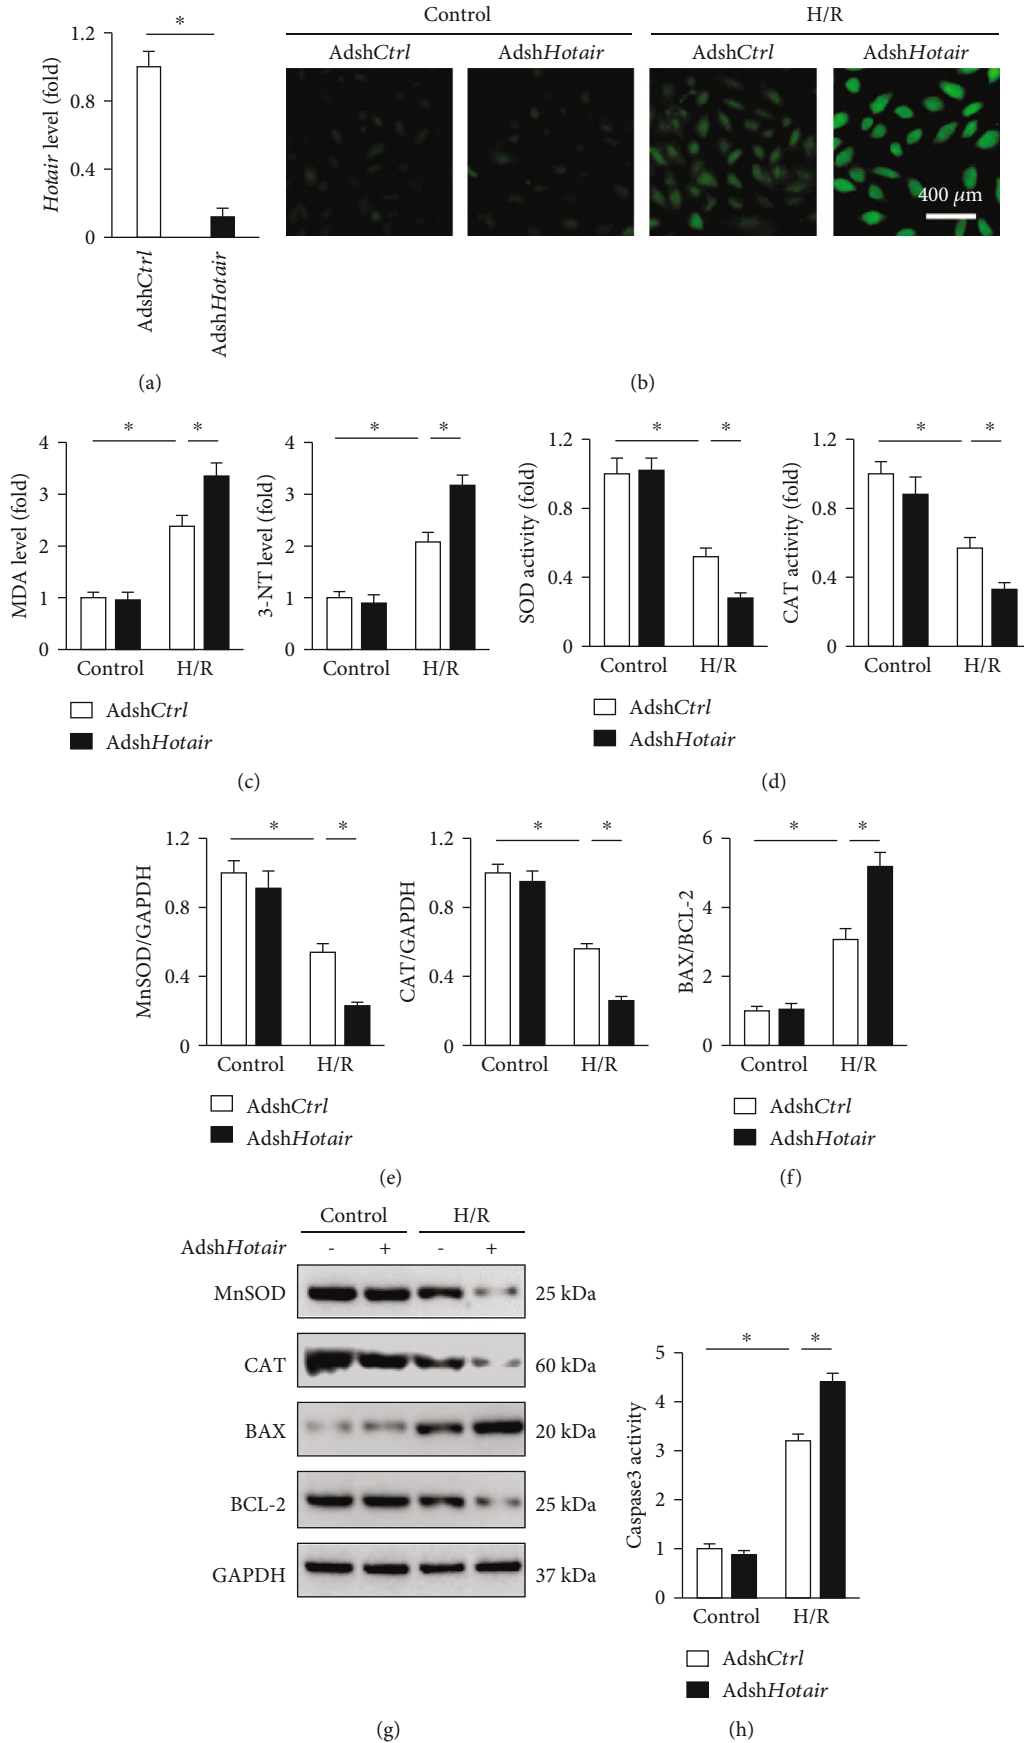 *
1.2
0.8
0.4
0
Hotair level (fold)
AdshCtrl
AdshHotair
(a)
Control
H/R
AdshCtrl
AdshHotair
AdshCtrl
AdshHotair
400 μm
(b)
* *
4
3
2
1
0
MDA level (fold)
Control H/R
* *
4
3
2
1
0
3-NT level (fold)
Control H/R
AdshCtrl
AdshHotair
(c)
* *
1.2
0.8
0.4
0
SOD activity (fold)
Control H/R
* *
1.2
0.8
0.4
0
CAT activity (fold)
Control H/R
AdshCtrl
AdshHotair
(d)
* *
1.2
0.8
0.4
0
MnSOD/GAPDH
Control H/R
* *
1.2
0.8
0.4
0
CAT/GAPDH
Control H/R
AdshCtrl
AdshHotair
(e)
* *
6
4
2
0
BAX/BCL-2
Control H/R
AdshCtrl
AdshHotair
(f)
Control H/R
AdshHotair - + - +
MnSOD 25 kDa
CAT 60 kDa
BAX 20 kDa
BCL-2 25 kDa
GAPDH 37 kDa
(g)
* *
5
4
3
2
1
0
Caspase3 activity
Control H/R
AdshCtrl
AdshHotair
(h)